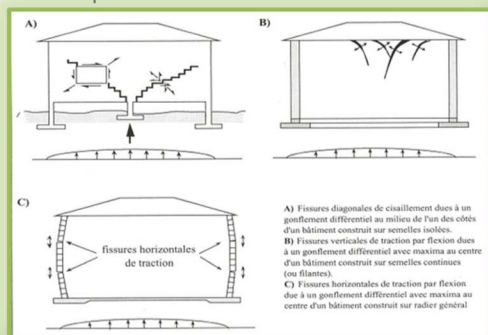 A)
B)
C)
fissures horizontales
de traction
A) Fissures diagonales de cisaillement dues à un
gonflement différentiel au milieu de l'un des côtés
d'un bâtiment construit sur semelles isolées.
B) Fissures verticales de traction par flexion dues
à un gonflement différentiel avec maxima au centre
d'un bâtiment construit sur semelles continues
(ou filantes).
C) Fissures horizontales de traction par flexion
due à un gonflement différentiel avec maxima au
centre d'un bâtiment construit sur radier général